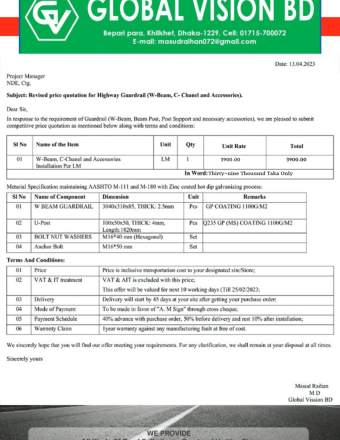 GV
GLOBAL VISION BD
Bepari para, Khilkhet, Dhaka-1229, Cell: 01715-700072
E-mail: masudraihan072@gmail.com
Date: 13.04.2023
Project Manager
NDE, Ctg.
Subject: Revised price quotation for Highway Guardrail (W-Beam, C- Chanel and Accessories).
Dear Sir,
In response to the requirement of Guardrail (W-Beam, Beam Post, Post Support and necessary accessories), we are pleased to submit
competitive price quotation as mentioned below along with terms and conditions:
Sl No Name of the Item Unit Qty Unit Rate Total
01 W-Beam, C-Chanel and Accessories LM 1 3900.00 3900.00
Installation Per LM
In Word:Thirty-nine Thousand Taka Only
Metarial Specification maintaining AASHTO M-111 and M-180 with Zinc coated hot dip galvanizing process:
Sl No Name of Component Dimension Unit Remarks
01 W BEAM GUARDRAIL 3040x310x85, THICK: 2.5mm Pcs GP COATING 1100G/M2
02 U-Post 100x50x50, THCK: 4mm, Pcs Q235 GP (MS) COATING 1100G/M2
Length:1820mm
03 BOLT NUT WASHERS M16*40 mm (Hexagonal) Set
04 Anchor Bolt M16*50 mm Set
Terms And Conditions:
01 Price Price is inclusive transportation cost to your designated site/Store;
02 VAT & IT treatment VAT & AIT is excluded with this price;
This offer will be valued for next 10 working days (Till 25/02/2023;
03 Delivery Delivery will start by 45 days at your site after getting your purchase order;
04 Mode of Payment To be made in favor of "A. M Sign" through cross cheque;
05 Payment Schedule 40% advance with purchase order, 50% before delivery and rest 10% after installation;
06 Warranty Claim 1year warranty against any manufacturing fault at free of cost.
We sincerely hope that you will find our offer meeting your requirements. For any clarification, we shall remain at your disposal at all times.
Sincerely yours
Masud Raihan
M D
Global Vission BD
WE PROVIDE